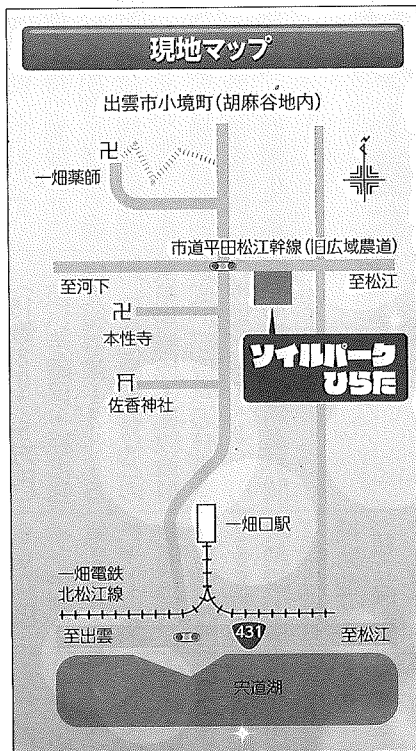 現地マップ
出雲市小境町(胡麻谷地内)
卍
一畑薬師
市道平田松江幹線(旧広域農道)
至河下
至松江
卍
本性寺
ソイルパーク
ひらた
佐香神社
一畑口駅
一畑電鉄
北松江線
至出雲
431
至松江
宍道湖